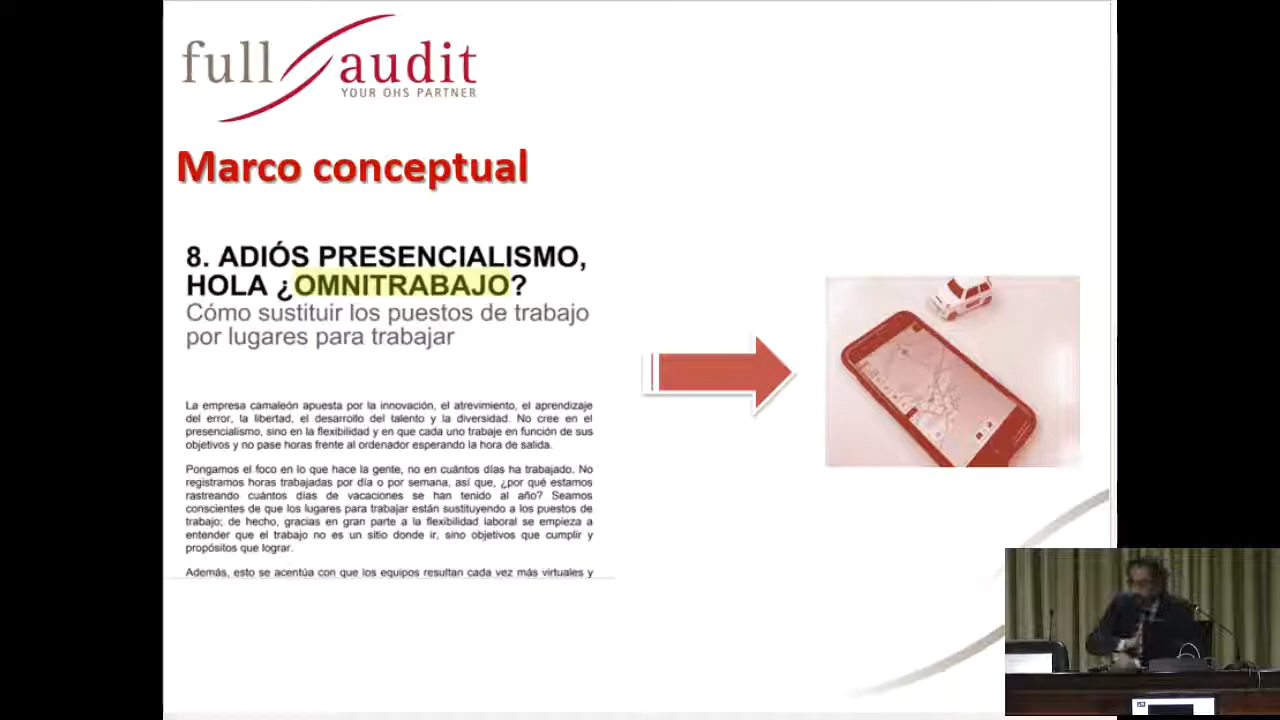 full audit
YOUR OHS PARTNER
Marco conceptual
8. ADIÓS PRESENCIALISMO,
HOLA ¿OMNITRABAJO?
Cómo sustituir los puestos de trabajo
por lugares para trabajar
La empresa camaleón apuesta por la innovación, el atrevimiento, el aprendizaje
del error, la libertad, el desarrollo del talento y la diversidad. No cree en el
presencialismo, sino en la flexibilidad y en que cada uno trabaje en función de sus
objetivos y no pase horas frente al ordenador esperando la hora de salida.
Pongamos el foco en lo que hace la gente, no en cuántos días ha trabajado. No
registramos horas trabajadas por día o por semana, así que, ¿por qué estamos
rastreando cuántos días de vacaciones se han tenido al año? Seamos
conscientes de que los lugares para trabajar están sustituyendo a los puestos de
trabajo; de hecho, gracias en gran parte a la flexibilidad laboral se empieza a
entender que el trabajo no es un sitio donde ir, sino objetivos que cumplir y
propósitos que lograr.
Además, esto se acentúa con que los equipos resultan cada vez más virtuales y